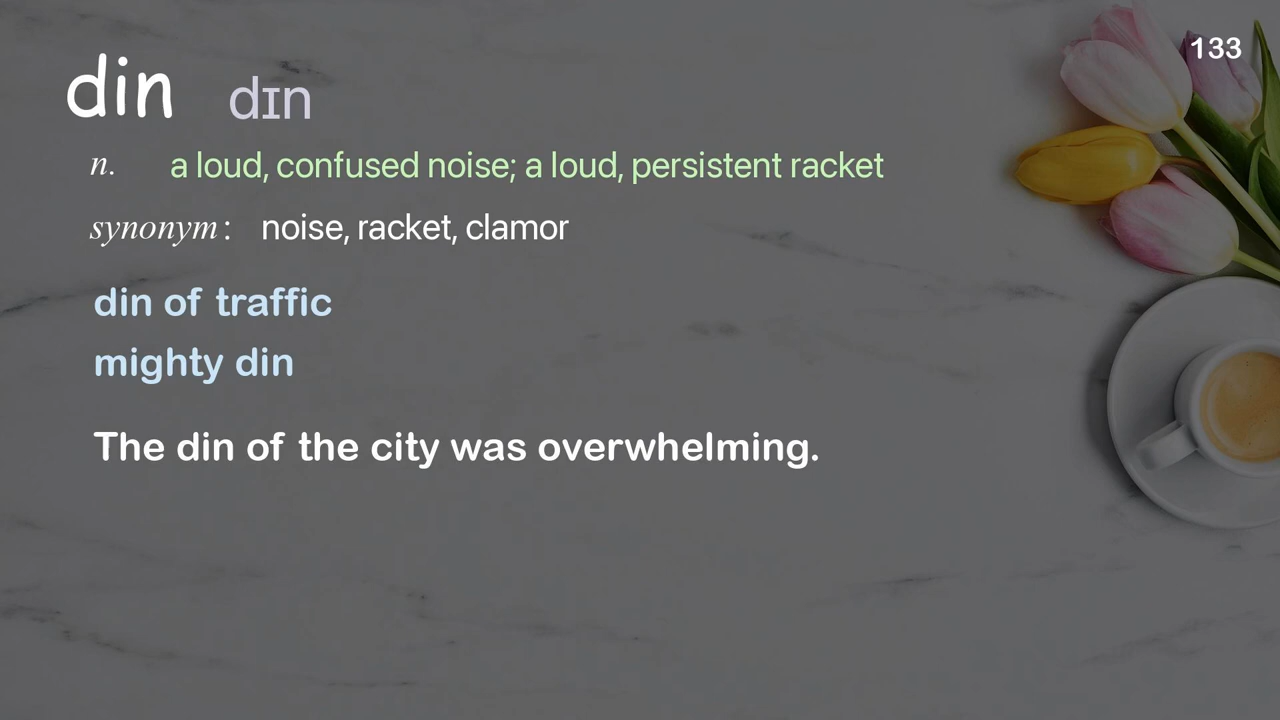 133
din dɪn
n. a loud, confused noise; a loud, persistent racket
synonym: noise, racket, clamor
din of traffic
mighty din
The din of the city was overwhelming.